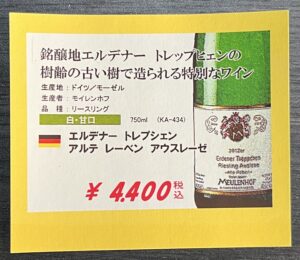 銘醸地エルデナー トレップヒェンの
樹齢の古い樹で造られる特別なワイン
生産地：ドイツ／モーゼル
生産者：モイレンホフ
品 種：リースリング
白・甘口 750ml (KA-434)
エルデナー トレプシェン
アルテ レーベン アウスレーゼ
¥4,400税込
2012er
Erdener Treppchen
Riesling Auslese
-Alte Reben-
MEULENHOF